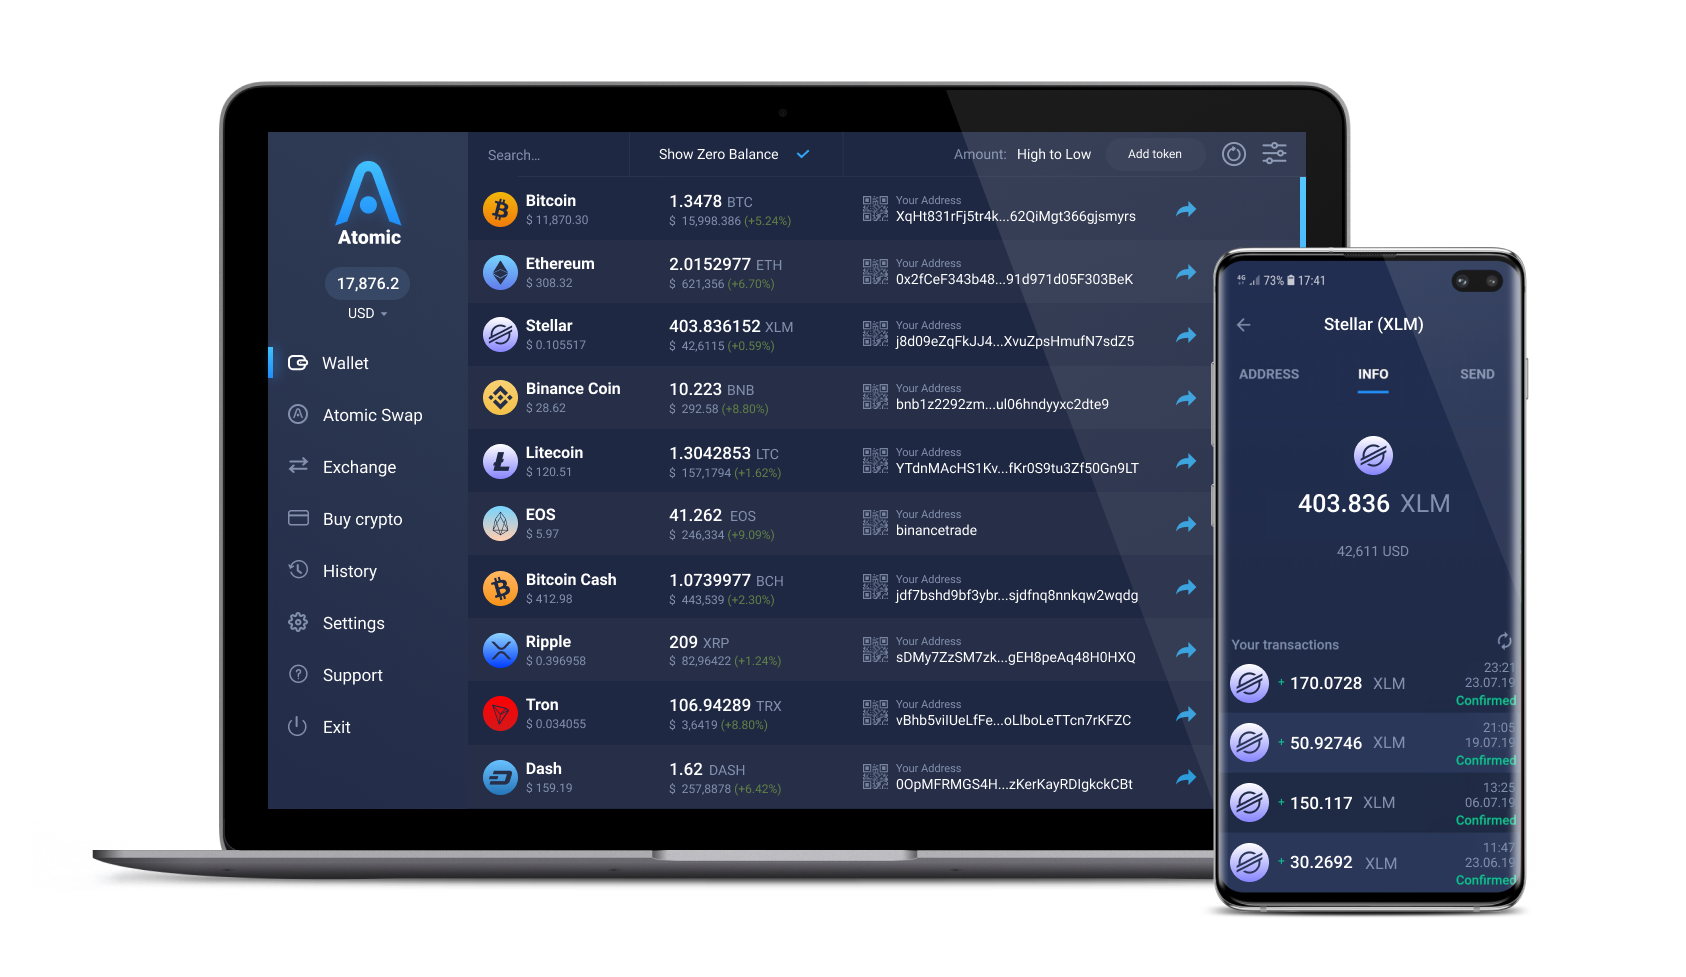 Atomic
17,876.2
USD
Wallet
Atomic Swap
Exchange
Buy crypto
History
Settings
Support
Exit
Search...
Show Zero Balance
Amount: High to Low
Add token
Bitcoin
$ 11,870.30
1.3478 BTC
$ 15,998.386 (+5.24%)
Your Address
XqHt831rFj5tr4k...62QiMgt366gjsmyrs
Ethereum
$ 308.32
2.0152977 ETH
$ 621,356 (+6.70%)
Your Address
0x2fCeF343b48...91d971d05F303BeK
Stellar
$ 0.105517
403.836152 XLM
$ 42,6115 (+0.59%)
Your Address
j8d09eZqFkJJ4...XvuZpsHmufN7sdZ5
Binance Coin
$ 28.62
10.223 BNB
$ 292.58 (+8.80%)
Your Address
bnb1z2292zm...ul06hndyyxc2dte9
Litecoin
$ 120.51
1.3042853 LTC
$ 157,1794 (+1.62%)
Your Address
YTdnMAcHS1Kv...fKr0S9tu3Zf50Gn9LT
EOS
$ 5.97
41.262 EOS
$ 246,334 (+9.09%)
Your Address
binancetrade
Bitcoin Cash
$ 412.98
1.0739977 BCH
$ 443,539 (+2.30%)
Your Address
jdf7bshd9bf3ybr...sjdfnq8nnkqw2wqdg
Ripple
$ 0.396958
209 XRP
$ 82,96422 (+1.24%)
Your Address
sDMy7ZzSM7zk...gEH8peAq48H0HXQ
Tron
$ 0.034055
106.94289 TRX
$ 3,6419 (+8.80%)
Your Address
vBhb5viIUeLfFe...oLlboLeTTcn7rKFZC
Dash
$ 159.19
1.62 DASH
$ 257,8878 (+6.42%)
Your Address
0OpMFRMGS4H...zKerKayRDIgkckCBt
4G 73% 17:41
Stellar (XLM)
ADDRESS INFO SEND
403.836 XLM
42,611 USD
Your transactions
23:21
+ 170.0728 XLM
23.07.19
Confirmed
21:05
+ 50.92746 XLM
19.07.19
Confirmed
13:25
+ 150.117 XLM
06.07.19
Confirmed
11:47
+ 30.2692 XLM
23.06.19
Confirmed